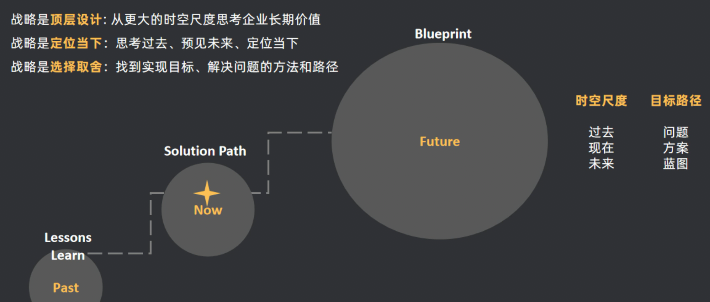 战略是顶层设计：从更大的时空尺度思考企业长期价值
战略是定位当下：思考过去、预见未来、定位当下
战略是选择取舍：找到实现目标、解决问题的方法和路径
Blueprint
Future
Solution Path
Now
Lessons
Learn
Past
时空尺度 目标路径
过去 问题
现在 方案
未来 蓝图